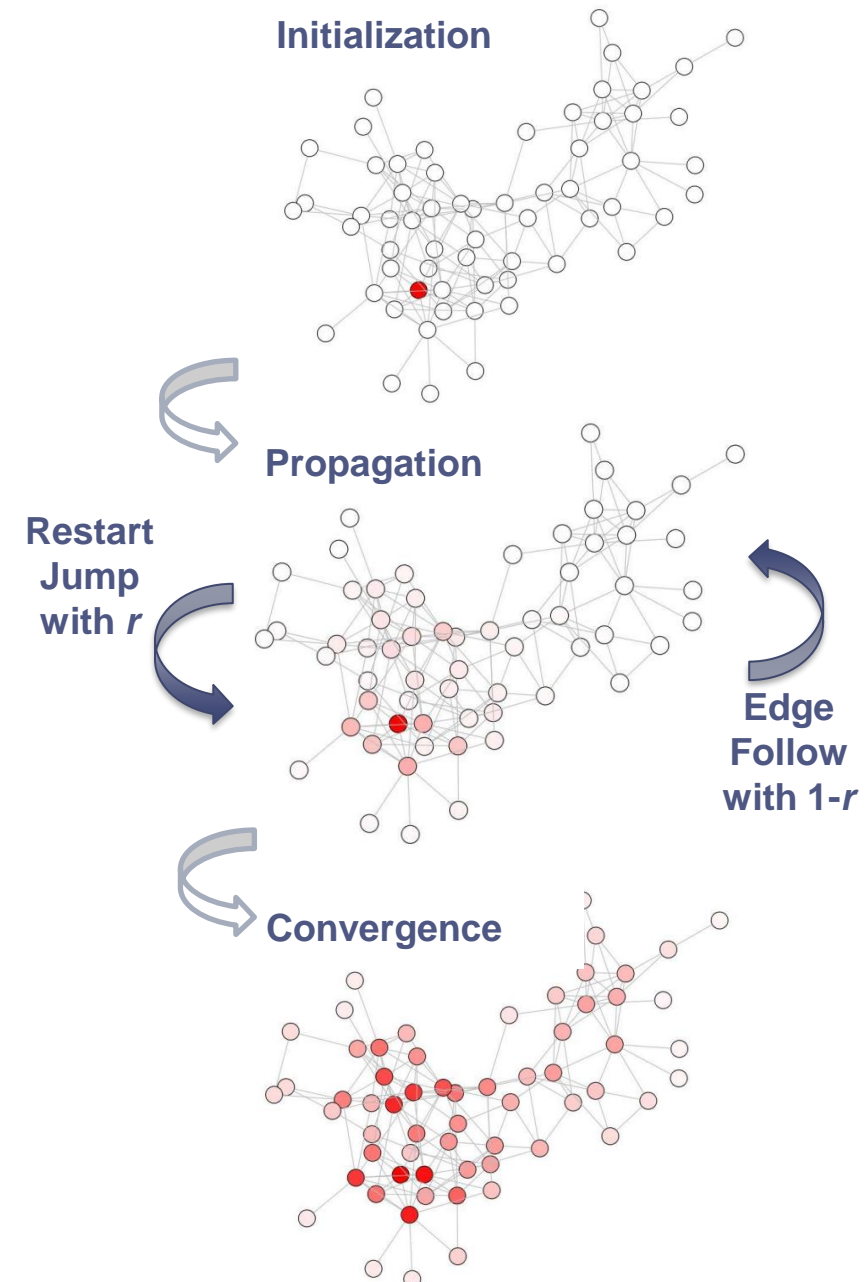 Initialization
Propagation
Restart
Jump
with r
Edge
Follow
with 1-r
Convergence